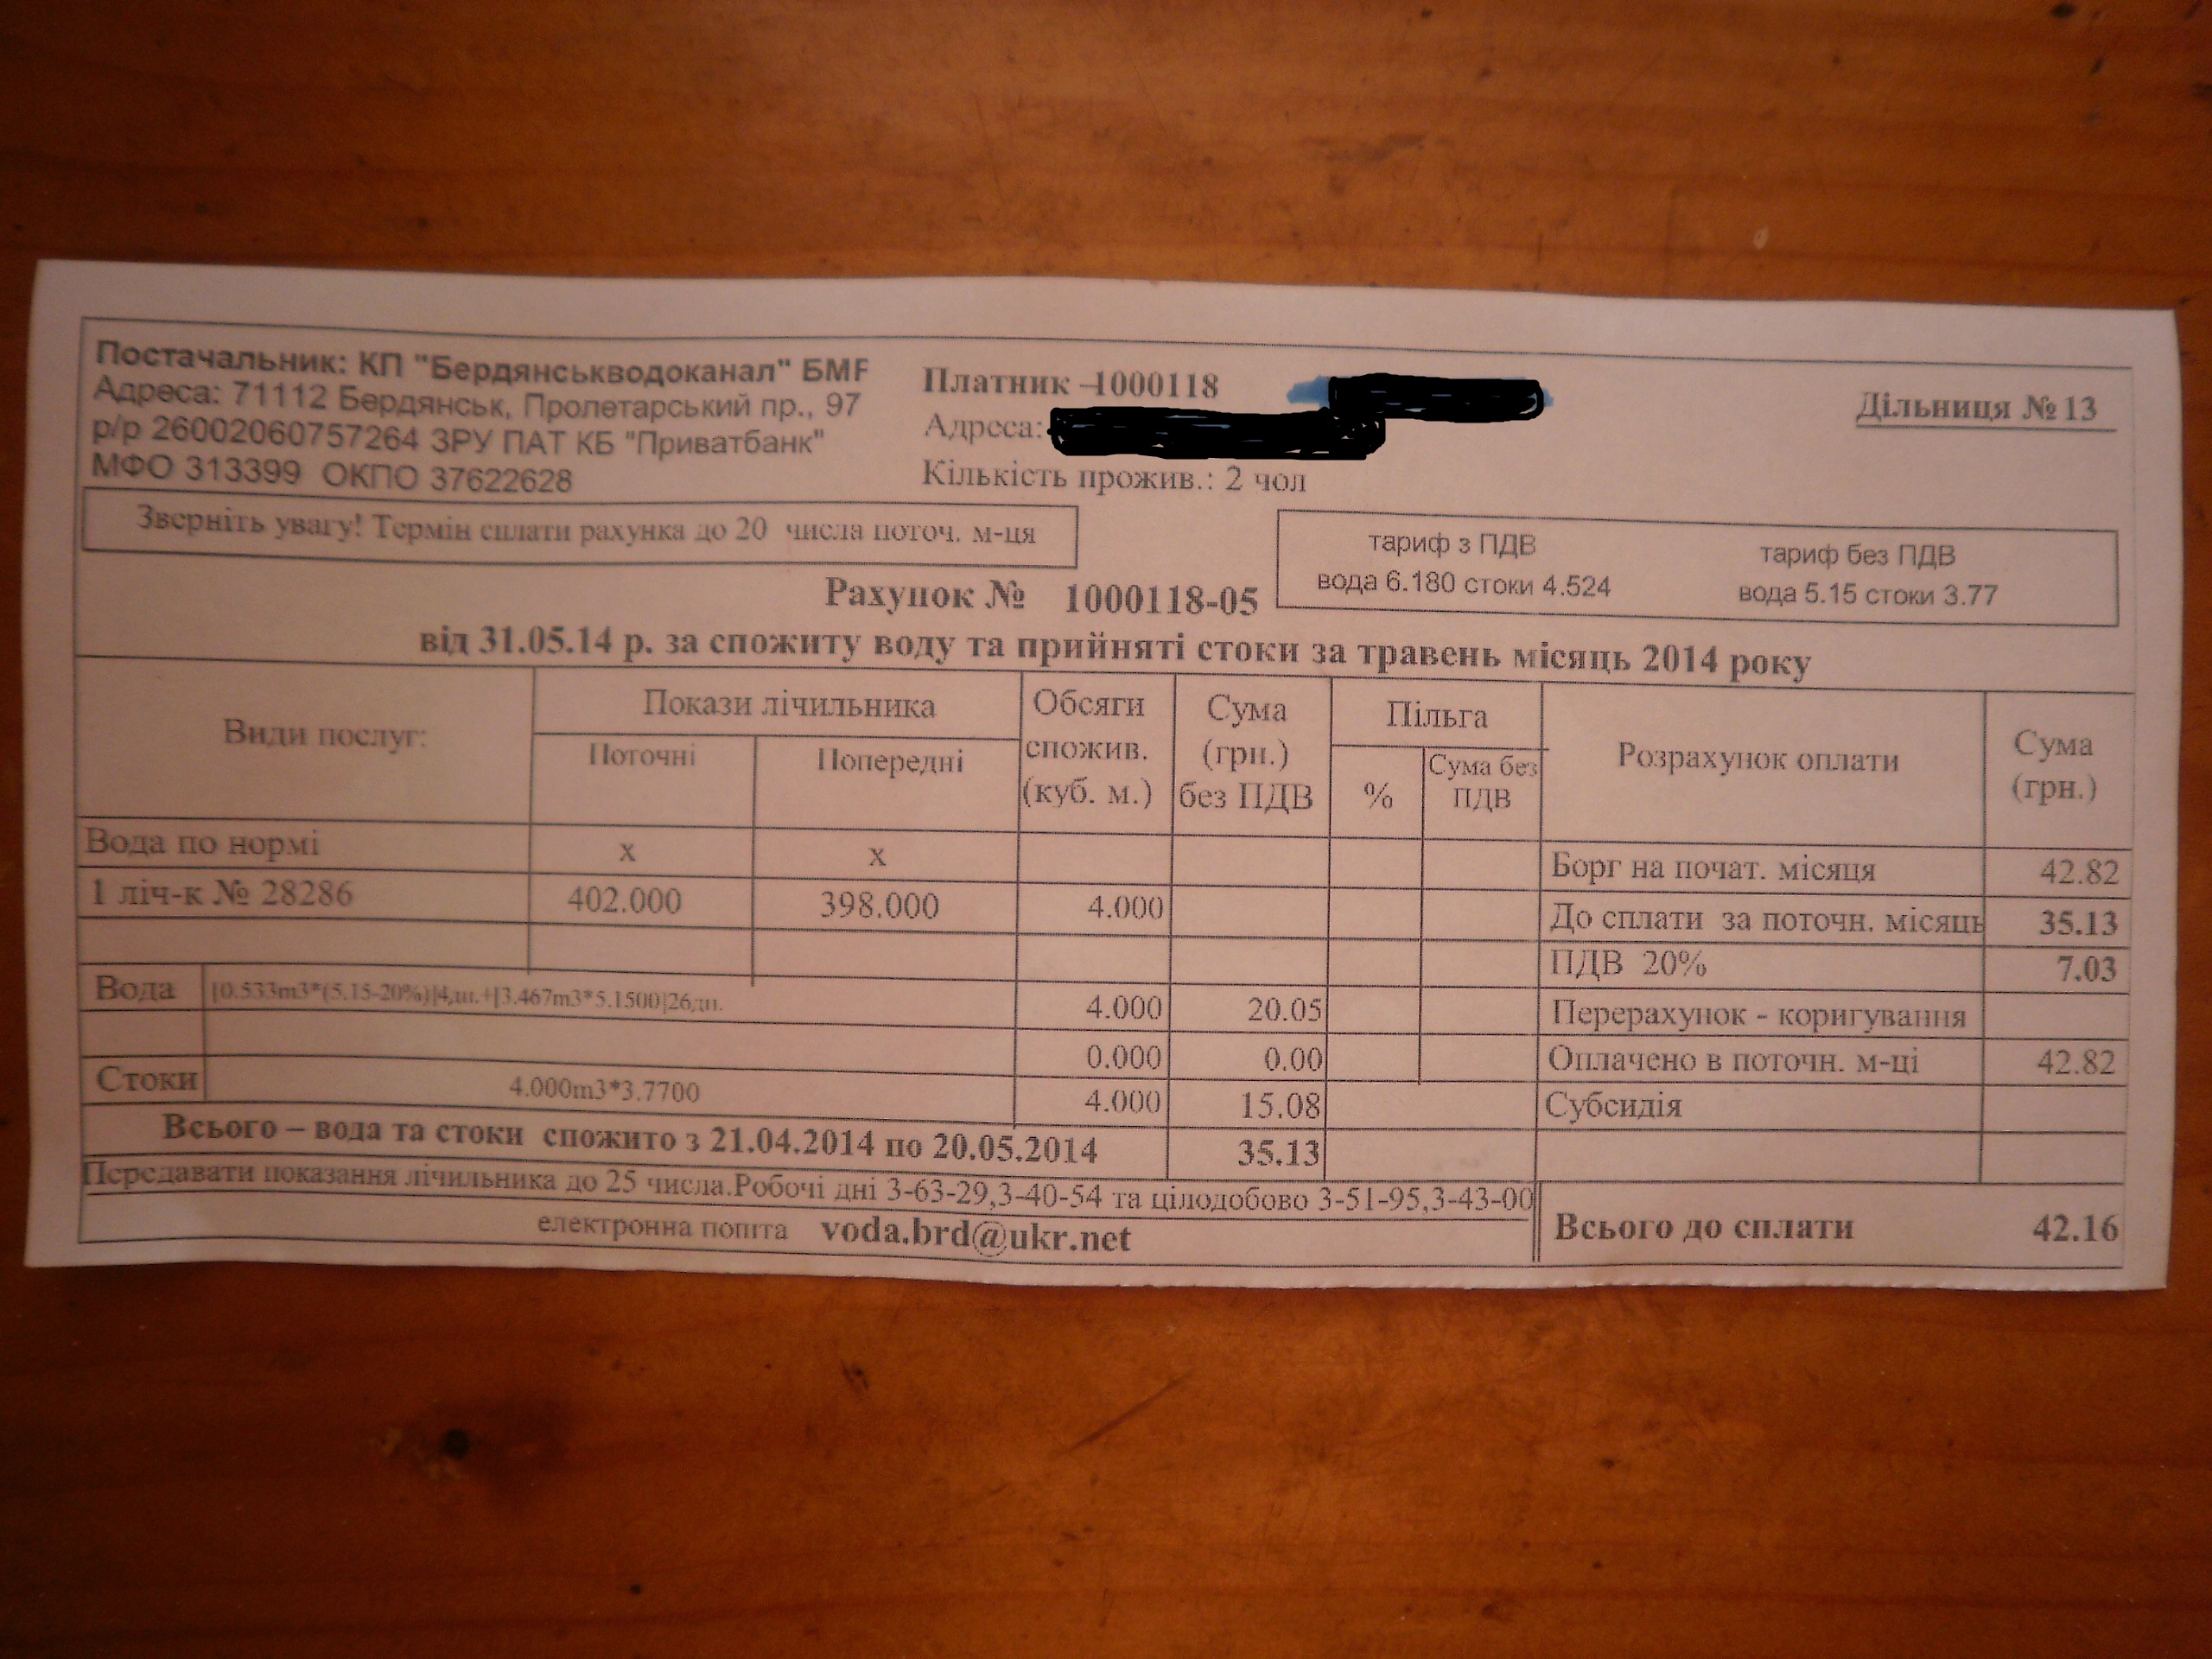 Постачальник: КП "Бердянськводоканал" БМР
Адреса: 71112 Бердянськ, Пролетарський пр., 97
р/р 26002060757264 ЗРУ ПАТ КБ "Приватбанк"
МФО 313399 ОКПО 37622628
Платник –1000118
Адреса:
Кількість прожив.: 2 чол
Дільниця № 13
Зверніть увагу! Термін сплати рахунка до 20 числа поточ. м-ця
тариф з ПДВ
вода 6.180 стоки 4.524
тариф без ПДВ
вода 5.15 стоки 3.77
Рахунок № 1000118-05
від 31.05.14 р. за спожиту воду та прийняті стоки за травень місяць 2014 року
Види послуг:
Покази лічильника
Поточні
Попередні
Обсяги
спожив.
(куб. м.)
Сума
(грн.)
без ПДВ
Пільга
%
Сума без
ПДВ
Розрахунок оплати
Сума
(грн.)
Вода по нормі x x
1 ліч-к № 28286 402.000 398.000 4.000
Вода [0.533m3*(5.15-20%)]4дн.+[3.467m3*5.1500]26дн. 4.000 20.05
0.000 0.00
Стоки 4.000m3*3.7700 4.000 15.08
Всього – вода та стоки спожито з 21.04.2014 по 20.05.2014 35.13
Борг на почат. місяця 42.82
До сплати за поточн. місяць 35.13
ПДВ 20% 7.03
Перерахунок - коригування
Оплачено в поточн. м-ці 42.82
Субсидія
Передавати показання лічильника до 25 числа.Робочі дні 3-63-29,3-40-54 та цілодобово 3-51-95,3-43-00
електронна пошта voda.brd@ukr.net
Всього до сплати 42.16